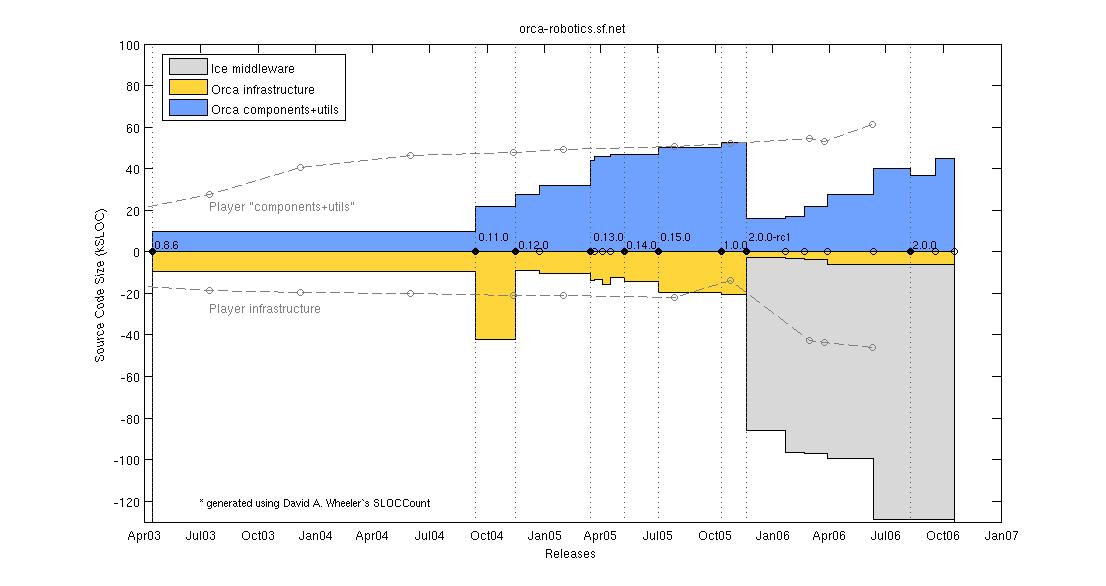 orca-robotics.sf.net
100
80
60
40
20
0
-20
-40
-60
-80
-100
-120
Source Code Size (kSLOC)
Ice middleware
Orca infrastructure
Orca components+utils
Player "components+utils"
0.8.6
0.11.0
0.12.0
0.13.0
0.14.0
0.15.0
1.0.0
2.0.0-rc1
2.0.0
Player infrastructure
* generated using David A. Wheeler`s SLOCCount
Apr03 Jul03 Oct03 Jan04 Apr04 Jul04 Oct04 Jan05 Apr05 Jul05 Oct05 Jan06 Apr06 Jul06 Oct06 Jan07
Releases